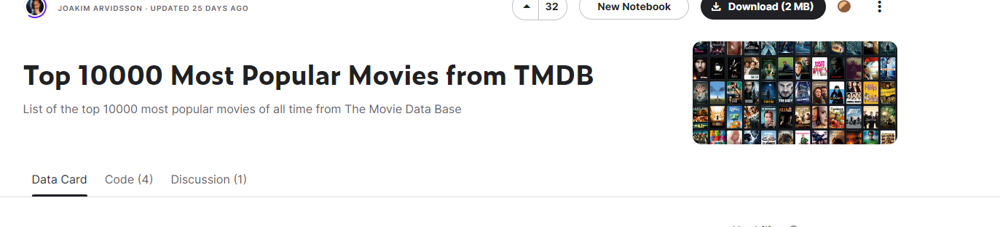 JOAKIM ARVIDSSON · UPDATED 25 DAYS AGO
32
New Notebook
Download (2 MB)
Top 10000 Most Popular Movies from TMDB
List of the top 10000 most popular movies of all time from The Movie Data Base
Data Card
Code (4)
Discussion (1)